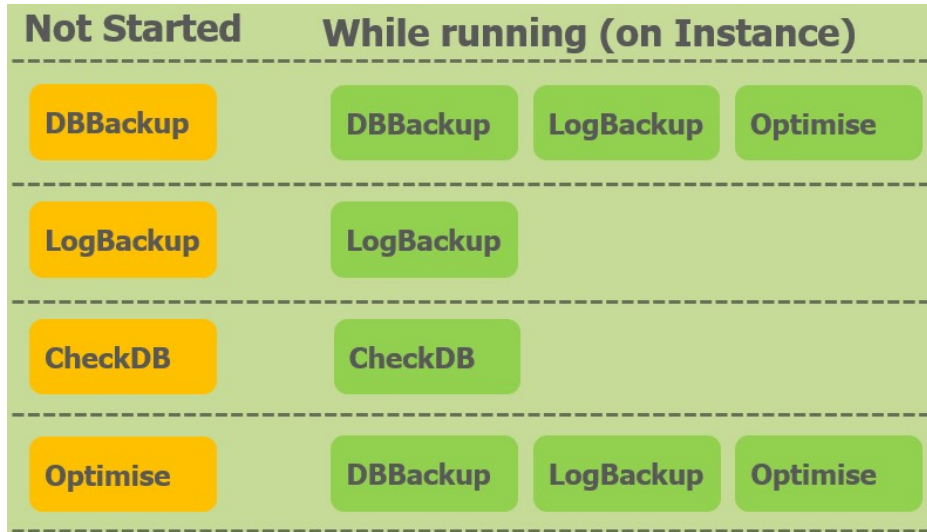 Not Started While running (on Instance)
DBBackup DBBackup LogBackup Optimise
LogBackup LogBackup
CheckDB CheckDB
Optimise DBBackup LogBackup Optimise